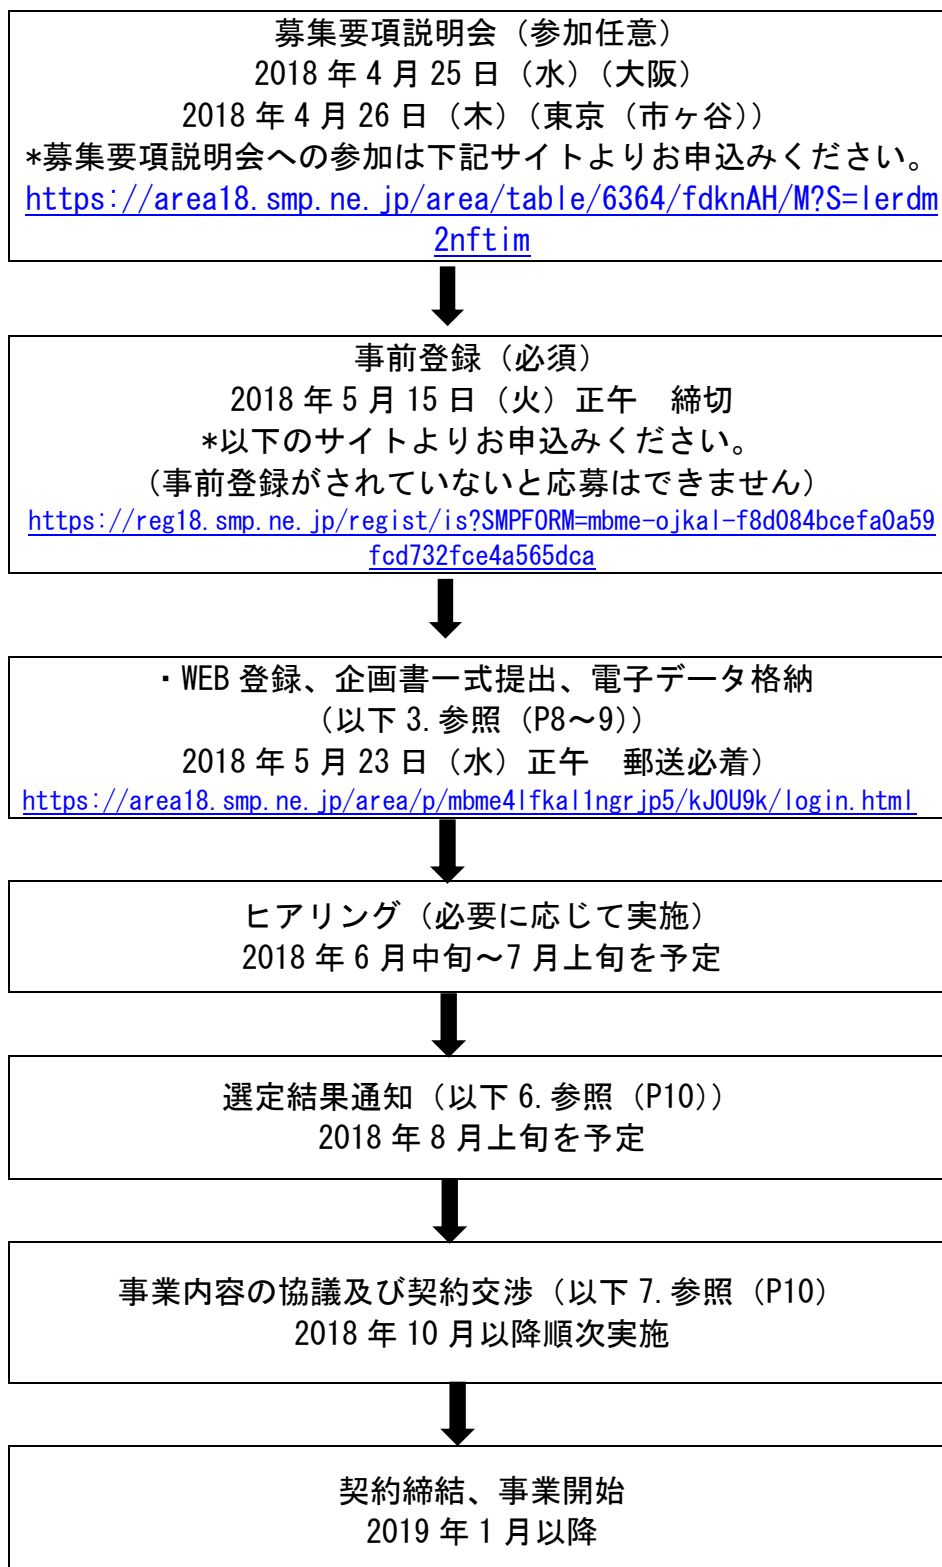 募集要項説明会（参加任意）
2018 年 4 月 25 日（水）（大阪）
2018 年 4 月 26 日（木）（東京（市ヶ谷））
*募集要項説明会への参加は下記サイトよりお申込みください。
https://area18.smp.ne.jp/area/table/6364/fdknAH/M?S=lerdm
2nftim
事前登録（必須）
2018 年 5 月 15 日（火）正午　締切
*以下のサイトよりお申込みください。
（事前登録がされていないと応募はできません）
https://reg18.smp.ne.jp/regist/is?SMPFORM=mbme-ojkal-f8d084bcefa0a59
fcd732fce4a565dca
・WEB 登録、企画書一式提出、電子データ格納
（以下 3.参照（P8～9））
2018 年 5 月 23 日（水）正午　郵送必着）
https://area18.smp.ne.jp/area/p/mbme4lfkal1ngrjp5/kJ0U9k/login.html
ヒアリング（必要に応じて実施）
2018 年 6 月中旬～7 月上旬を予定
選定結果通知（以下 6.参照（P10））
2018 年 8 月上旬を予定
事業内容の協議及び契約交渉（以下 7.参照（P10）
2018 年 10 月以降順次実施
契約締結、事業開始
2019 年 1 月以降